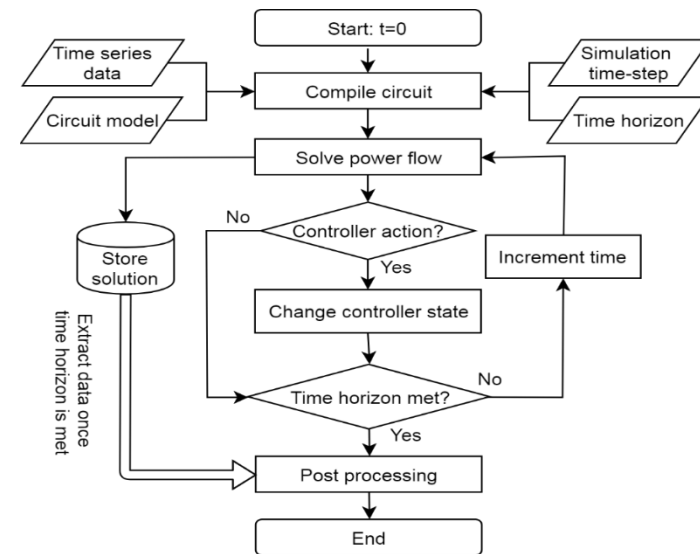 Start: t=0
Time series
data
Simulation
time-step
Compile circuit
Circuit model
Time horizon
Solve power flow
No
Controller action?
Store
solution
Yes
Increment time
Change controller state
Extract data once
time horizon is met
Time horizon met?
No
Yes
Post processing
End